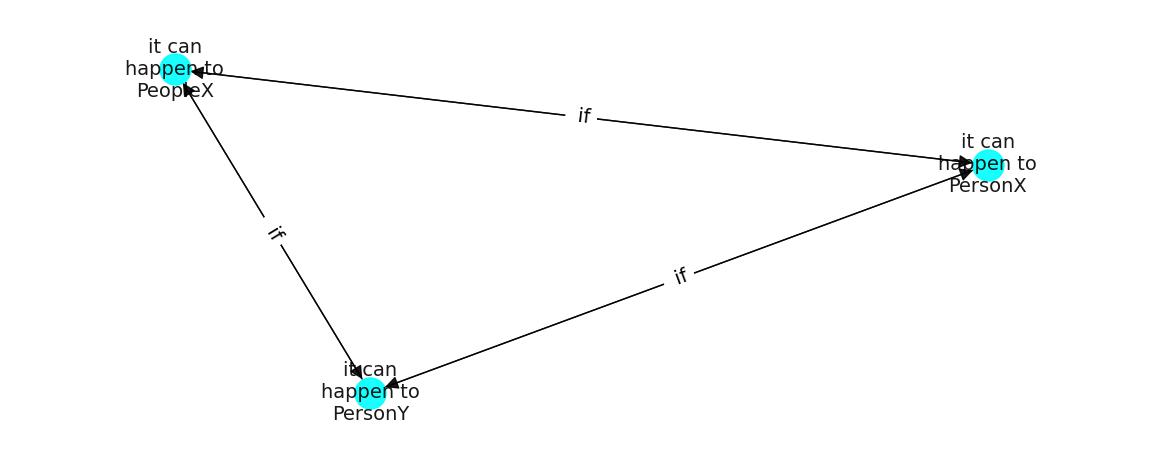 it can
happen to
PeopleX
if
it can
happen to
PersonX
if
if
it can
happen to
PersonY